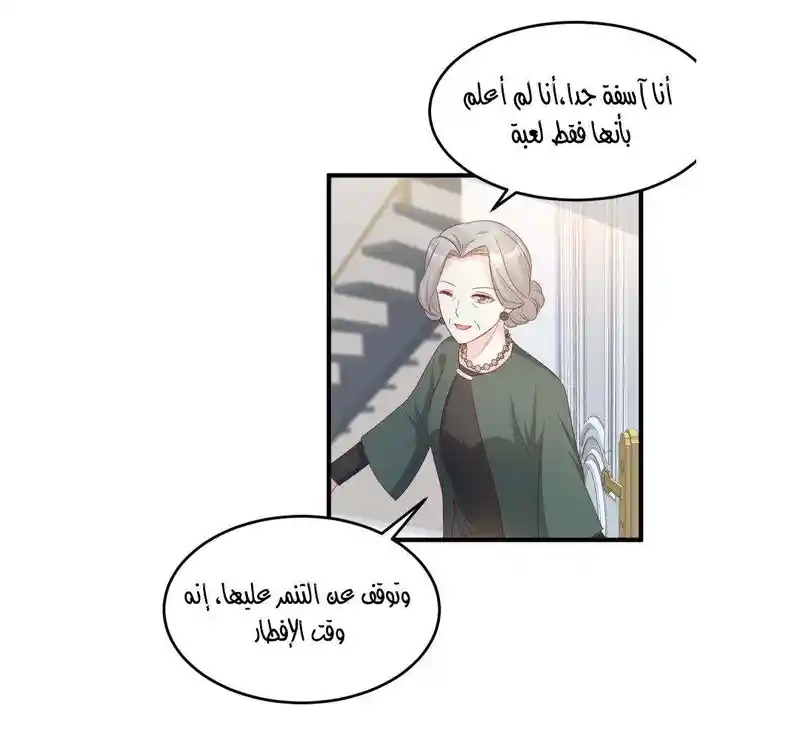 أنا آسفة جدا،أنا لم أعلم
بأنها فقط لعبة
وتوقف عن التنمر عليها، إنه
وقت الإفطار